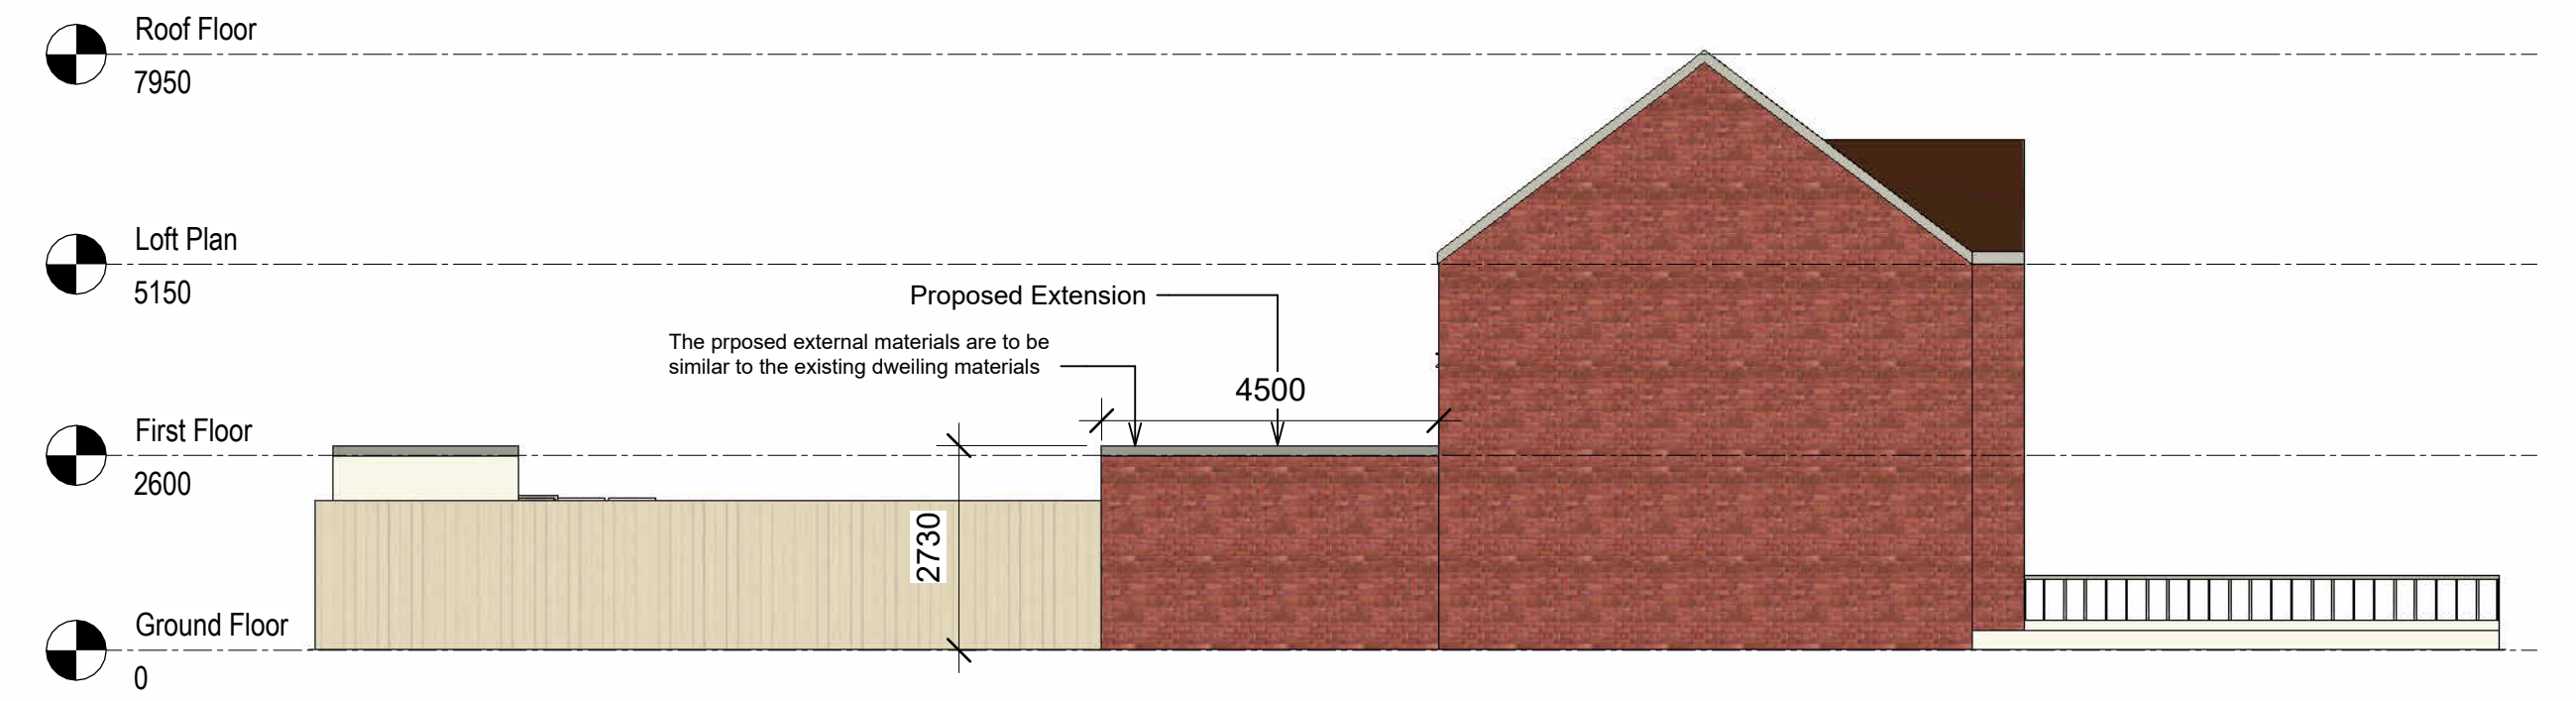 Roof Floor
7950
Loft Plan
5150
Proposed Extension
The prposed external materials are to be
similar to the existing dweiling materials
4500
First Floor
2600
2730
Ground Floor
0